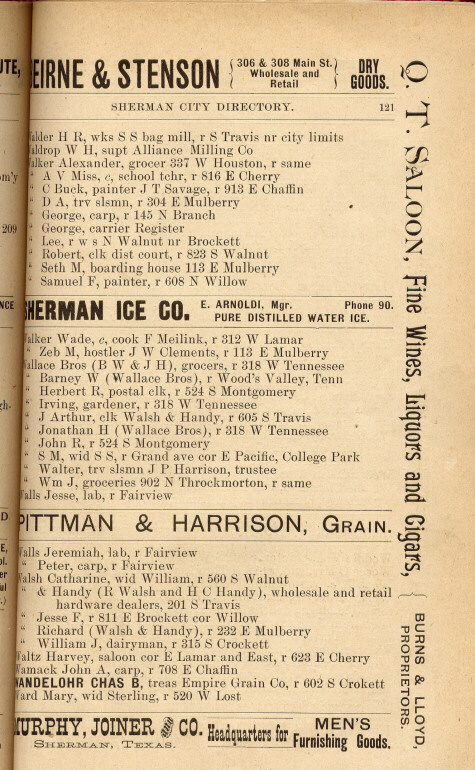 EIRNE & STENSON
306 & 308 Main St.
Wholesale and
Retail
DRY
GOODS.
SHERMAN CITY DIRECTORY. 121
alder H R, wks S S bag mill, r S Travis nr city limits
aldrop W H, supt Alliance Milling Co
alker Alexander, grocer 337 W Houston, r same
“ A V Miss, c, school tchr, r 816 E Cherry
“ C Buck, painter J T Savage, r 913 E Chaffin
“ D A, trv slsmn, r 304 E Mulberry
“ George, carp, r 145 N Branch
“ George, carrier Register
“ Lee, r w s N Walnut nr Brockett
“ Robert, clk dist court, r 823 S Walnut
“ Seth M, boarding house 113 E Mulberry
“ Samuel F, painter, r 608 N Willow
SHERMAN ICE CO.
E. ARNOLDI, Mgr. Phone 90.
PURE DISTILLED WATER ICE.
alker Wade, c, cook F Meilink, r 312 W Lamar
“ Zeb M, hostler J W Clements, r 113 E Mulberry
allace Bros (B W & J H), grocers, r 318 W Tennessee
“ Barney W (Wallace Bros), r Wood's Valley, Tenn
“ Herbert R, postal clk, r 524 S Montgomery
“ Irving, gardener, r 318 W Tennessee
“ J Arthur, clk Walsh & Handy, r 605 S Travis
“ Jonathan H (Wallace Bros), r 318 W Tennessee
“ John R, r 524 S Montgomery
“ S M, wid S S, r Grand ave cor E Pacific, College Park
“ Walter, trv slsmn J P Harrison, trustee
“ Wm J, groceries 902 N Throckmorton, r same
alls Jesse, lab, r Fairview
PITTMAN & HARRISON, GRAIN.
alls Jeremiah, lab, r Fairview
“ Peter, carp, r Fairview
alsh Catharine, wid William, r 560 S Walnut
“ & Handy (R Walsh and H C Handy), wholesale and retail
hardware dealers, 201 S Travis
“ Jesse F, r 811 E Brockett cor Willow
“ Richard (Walsh & Handy), r 232 E Mulberry
“ William J, dairyman, r 315 S Crockett
altz Harvey, saloon cor E Lamar and East, r 623 E Cherry
amack John A, carp, r 708 E Chaffin
WANDELOHR CHAS B, treas Empire Grain Co, r 602 S Crokett
ard Mary, wid Sterling, r 520 W Lost
MURPHY, JOINER & CO.
SHERMAN, TEXAS.
Headquarters for
MEN'S
Furnishing Goods.
Q. T. SALOON, Fine Wines, Liquors and Cigars,
BURNS & LLOYD,
PROPRIETORS.
UTE,
om'y
209
NCE
gh-
D
E,